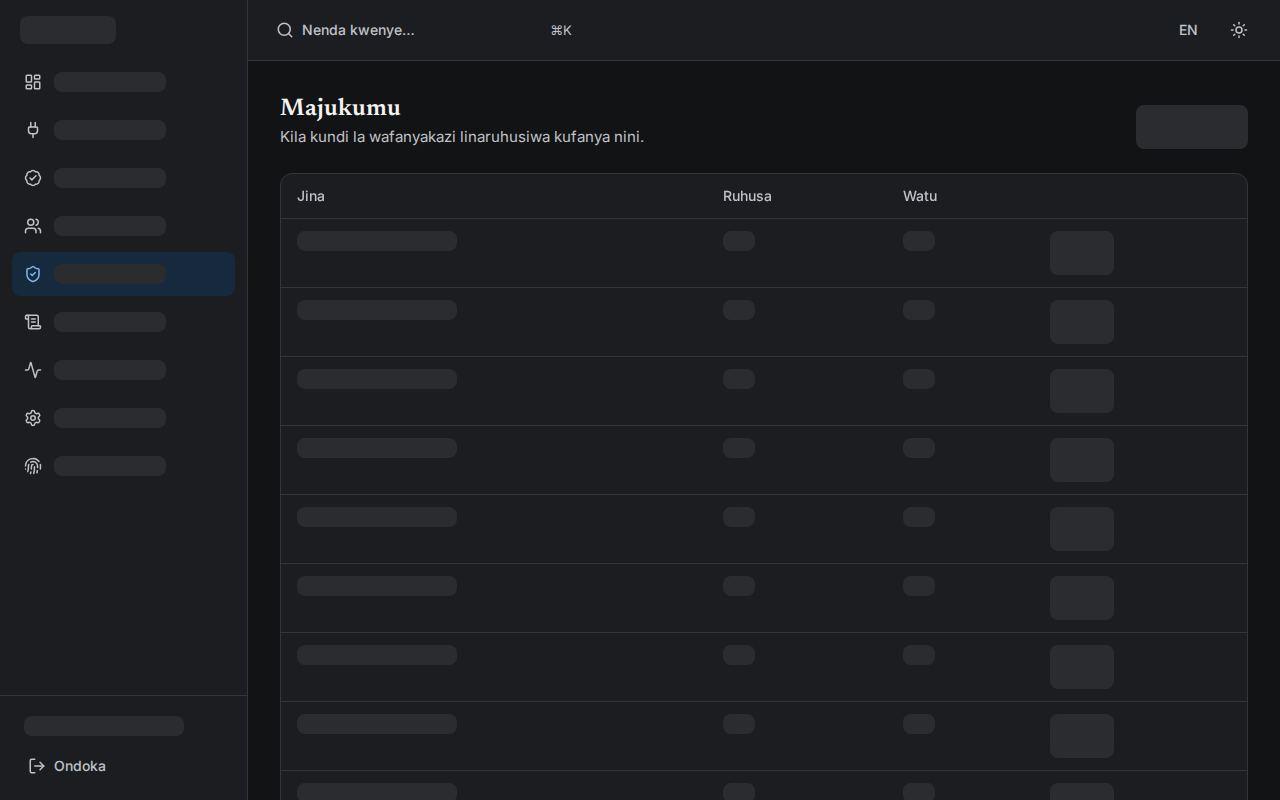 Nenda kwenye... ⌘K EN
Majukumu
Kila kundi la wafanyakazi linaruhusiwa kufanya nini.
Jina Ruhusa Watu
Ondoka